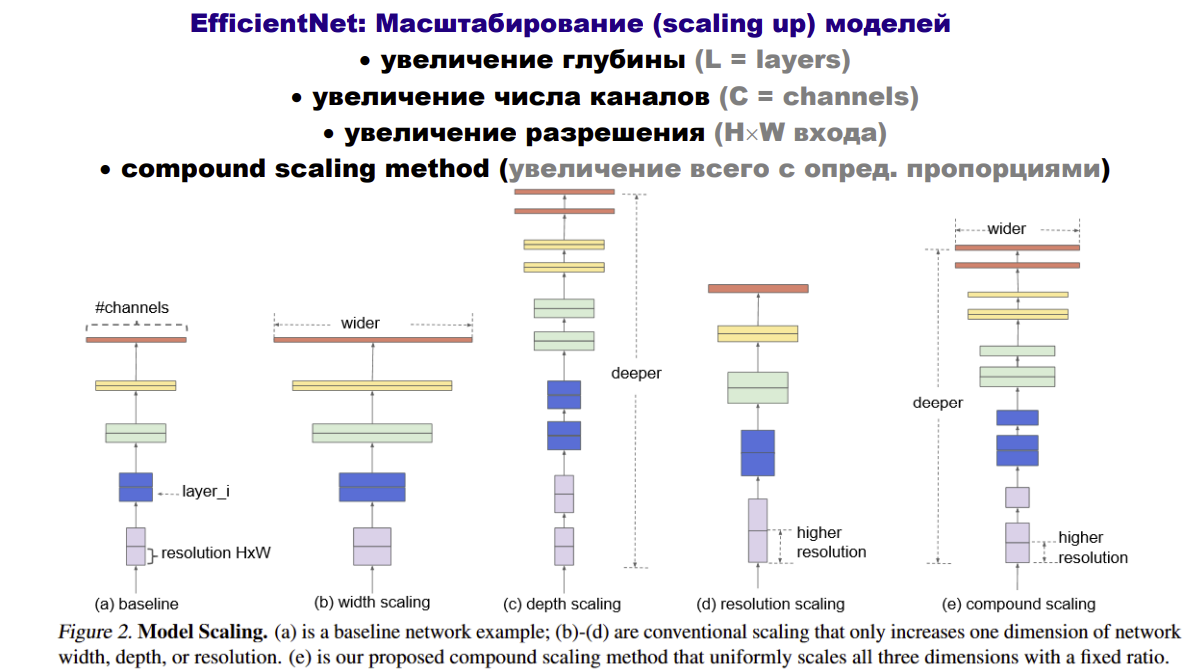 EfficientNet: Масштабирование (scaling up) моделей
• увеличение глубины (L = layers)
• увеличение числа каналов (C = channels)
• увеличение разрешения (H×W входа)
• compound scaling method (увеличение всего с опред. пропорциями)
#channels
layer_i
resolution HxW
(a) baseline
wider
(b) width scaling
deeper
(c) depth scaling
higher
resolution
(d) resolution scaling
wider
deeper
higher
resolution
(e) compound scaling
Figure 2. Model Scaling. (a) is a baseline network example; (b)-(d) are conventional scaling that only increases one dimension of network
width, depth, or resolution. (e) is our proposed compound scaling method that uniformly scales all three dimensions with a fixed ratio.